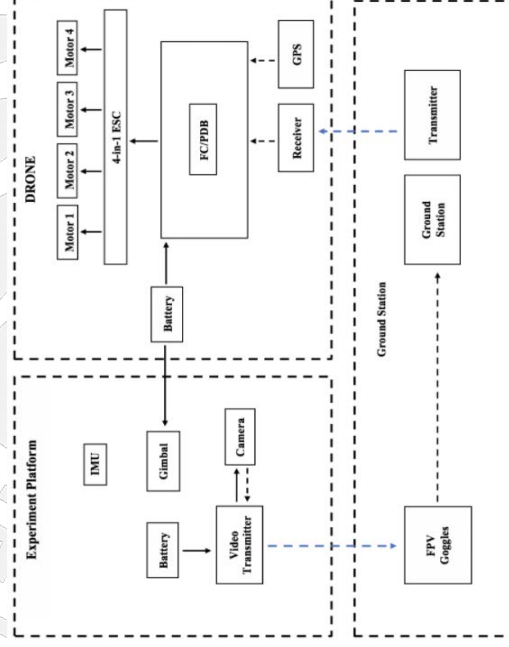 Experiment Platform
IMU
Gimbal
Battery
Camera
Video
Transmitter
DRONE
Motor 1
Motor 2
Motor 3
Motor 4
4-in-1 ESC
Battery
FC/PDB
Receiver
GPS
Ground Station
FPV
Goggles
Ground
Station
Transmitter